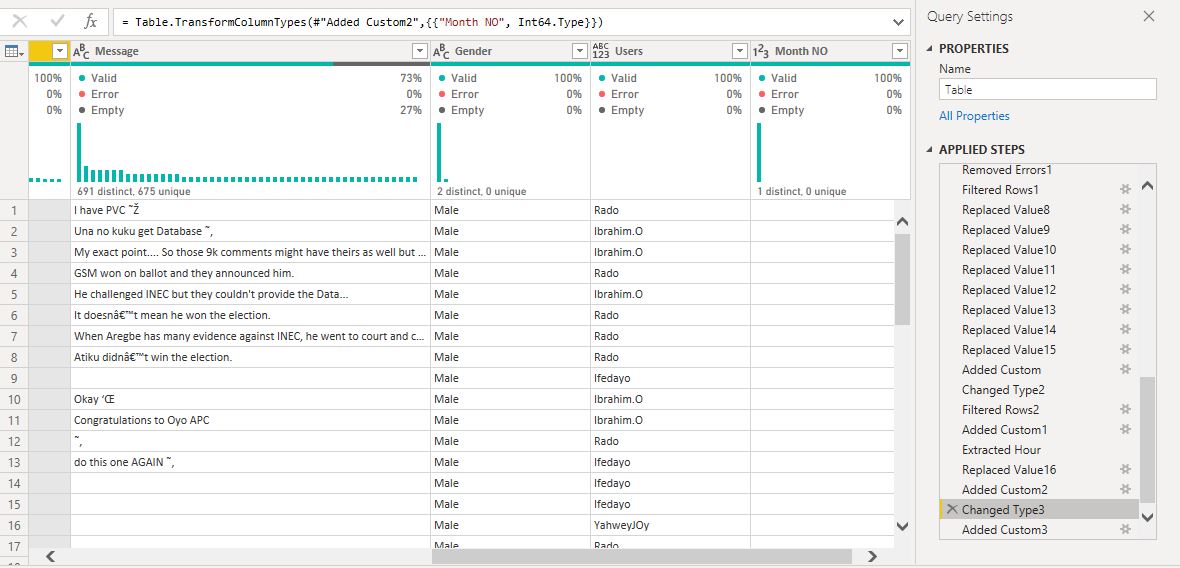 fx = Table.TransformColumnTypes(#"Added Custom2",{{"Month NO", Int64.Type}})
ABC Message ABC Gender ABC 123 Users 123 Month NO
100% Valid 73% Valid 100% Valid 100% Valid 100%
0% Error 0% Error 0% Error 0% Error 0%
0% Empty 27% Empty 0% Empty 0% Empty 0%
691 distinct, 675 unique 2 distinct, 0 unique 1 distinct, 0 unique
1 I have PVC ˜Ž Male Rado
2 Una no kuku get Database ˜‚ Male Ibrahim.O
3 My exact point.... So those 9k comments might have theirs as well but ... Male Ibrahim.O
4 GSM won on ballot and they announced him. Male Rado
5 He challenged INEC but they couldn't provide the Data... Male Ibrahim.O
6 It doesnâ€™t mean he won the election. Male Rado
7 When Aregbe has many evidence against INEC, he went to court and c... Male Rado
8 Atiku didnâ€™t win the election. Male Rado
9 Male Ifedayo
10 Okay ‘Œ Male Ibrahim.O
11 Congratulations to Oyo APC Male Ibrahim.O
12 ˜‚ Male Rado
13 do this one AGAIN ˜‚ Male Ifedayo
14 Male Ifedayo
15 Male Ifedayo
16 Male YahweyJOy
17 Male Rado
Query Settings
PROPERTIES
Name
Table
All Properties
APPLIED STEPS
Removed Errors1
Filtered Rows1
Replaced Value8
Replaced Value9
Replaced Value10
Replaced Value11
Replaced Value12
Replaced Value13
Replaced Value14
Replaced Value15
Added Custom
Changed Type2
Filtered Rows2
Added Custom1
Extracted Hour
Replaced Value16
Added Custom2
Changed Type3
Added Custom3